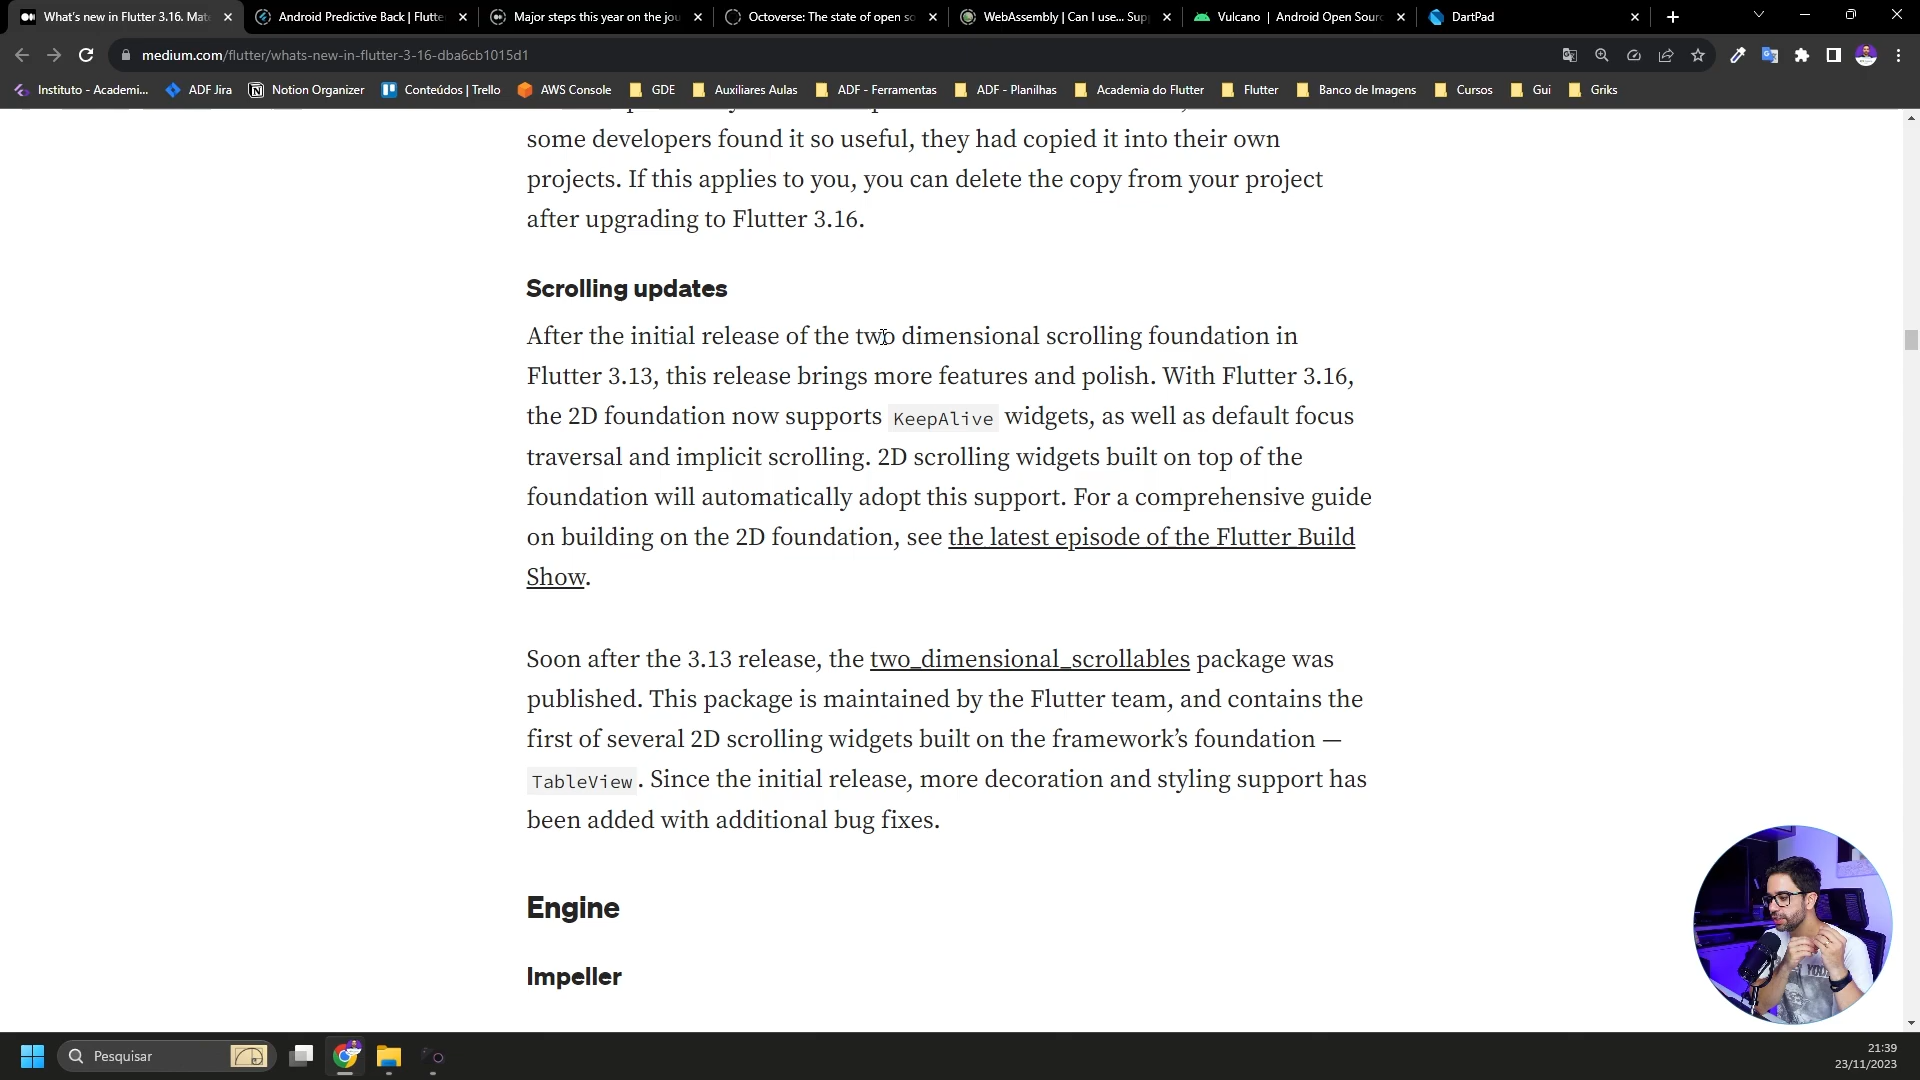 What's new in Flutter 3.16. Mat
Android Predictive Back | Flutte
Major steps this year on the jou
Octoverse: The state of open so
WebAssembly | Can I use... Sup
Vulcano | Android Open Sourc
DartPad
medium.com/flutter/whats-new-in-flutter-3-16-dba6cb1015d1
Instituto - Academi...
ADF Jira
Notion Organizer
Conteúdos | Trello
AWS Console
GDE
Auxiliares Aulas
ADF - Ferramentas
ADF - Planilhas
Academia do Flutter
Flutter
Banco de Imagens
Cursos
Gui
Griks
some developers found it so useful, they had copied it into their own
projects. If this applies to you, you can delete the copy from your project
after upgrading to Flutter 3.16.
Scrolling updates
After the initial release of the two dimensional scrolling foundation in
Flutter 3.13, this release brings more features and polish. With Flutter 3.16,
the 2D foundation now supports KeepAlive widgets, as well as default focus
traversal and implicit scrolling. 2D scrolling widgets built on top of the
foundation will automatically adopt this support. For a comprehensive guide
on building on the 2D foundation, see the latest episode of the Flutter Build
Show.
Soon after the 3.13 release, the two_dimensional_scrollables package was
published. This package is maintained by the Flutter team, and contains the
first of several 2D scrolling widgets built on the framework’s foundation —
TableView. Since the initial release, more decoration and styling support has
been added with additional bug fixes.
Engine
Impeller
Pesquisar
21:39
23/11/2023